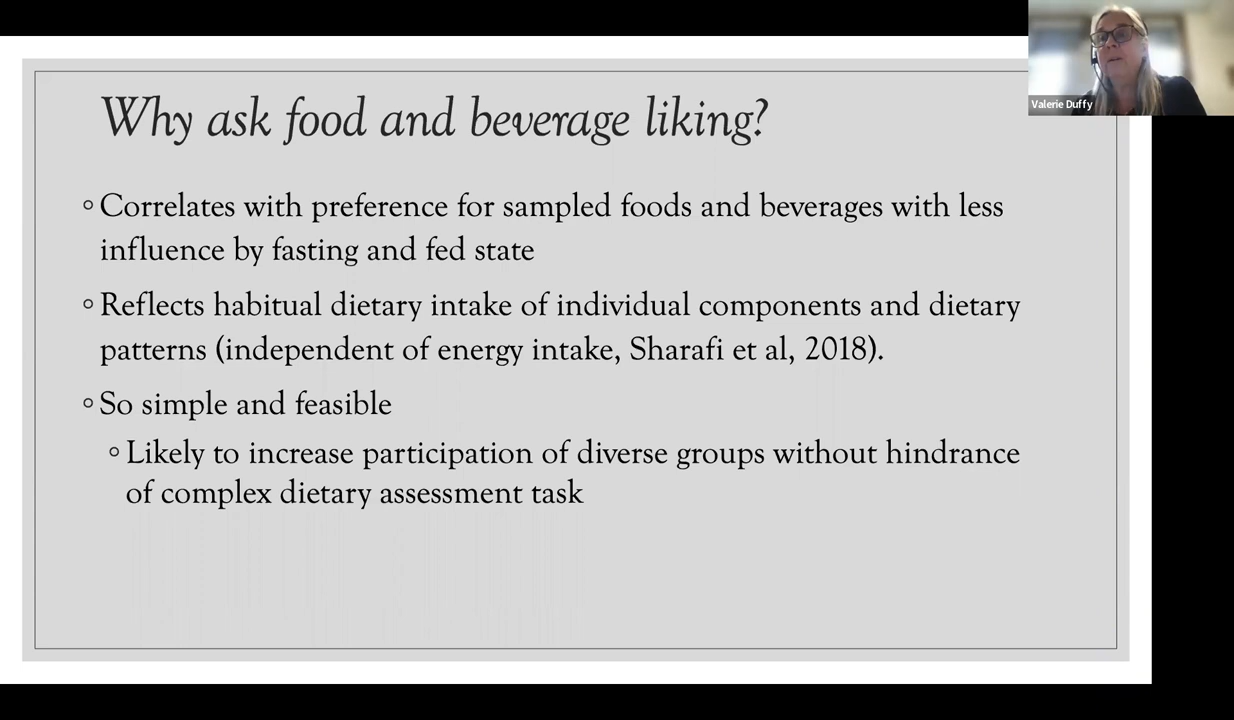 Why ask food and beverage liking?
Valerie Duffy
◦ Correlates with preference for sampled foods and beverages with less
influence by fasting and fed state
◦ Reflects habitual dietary intake of individual components and dietary
patterns (independent of energy intake, Sharafi et al, 2018).
◦ So simple and feasible
◦ Likely to increase participation of diverse groups without hindrance
of complex dietary assessment task